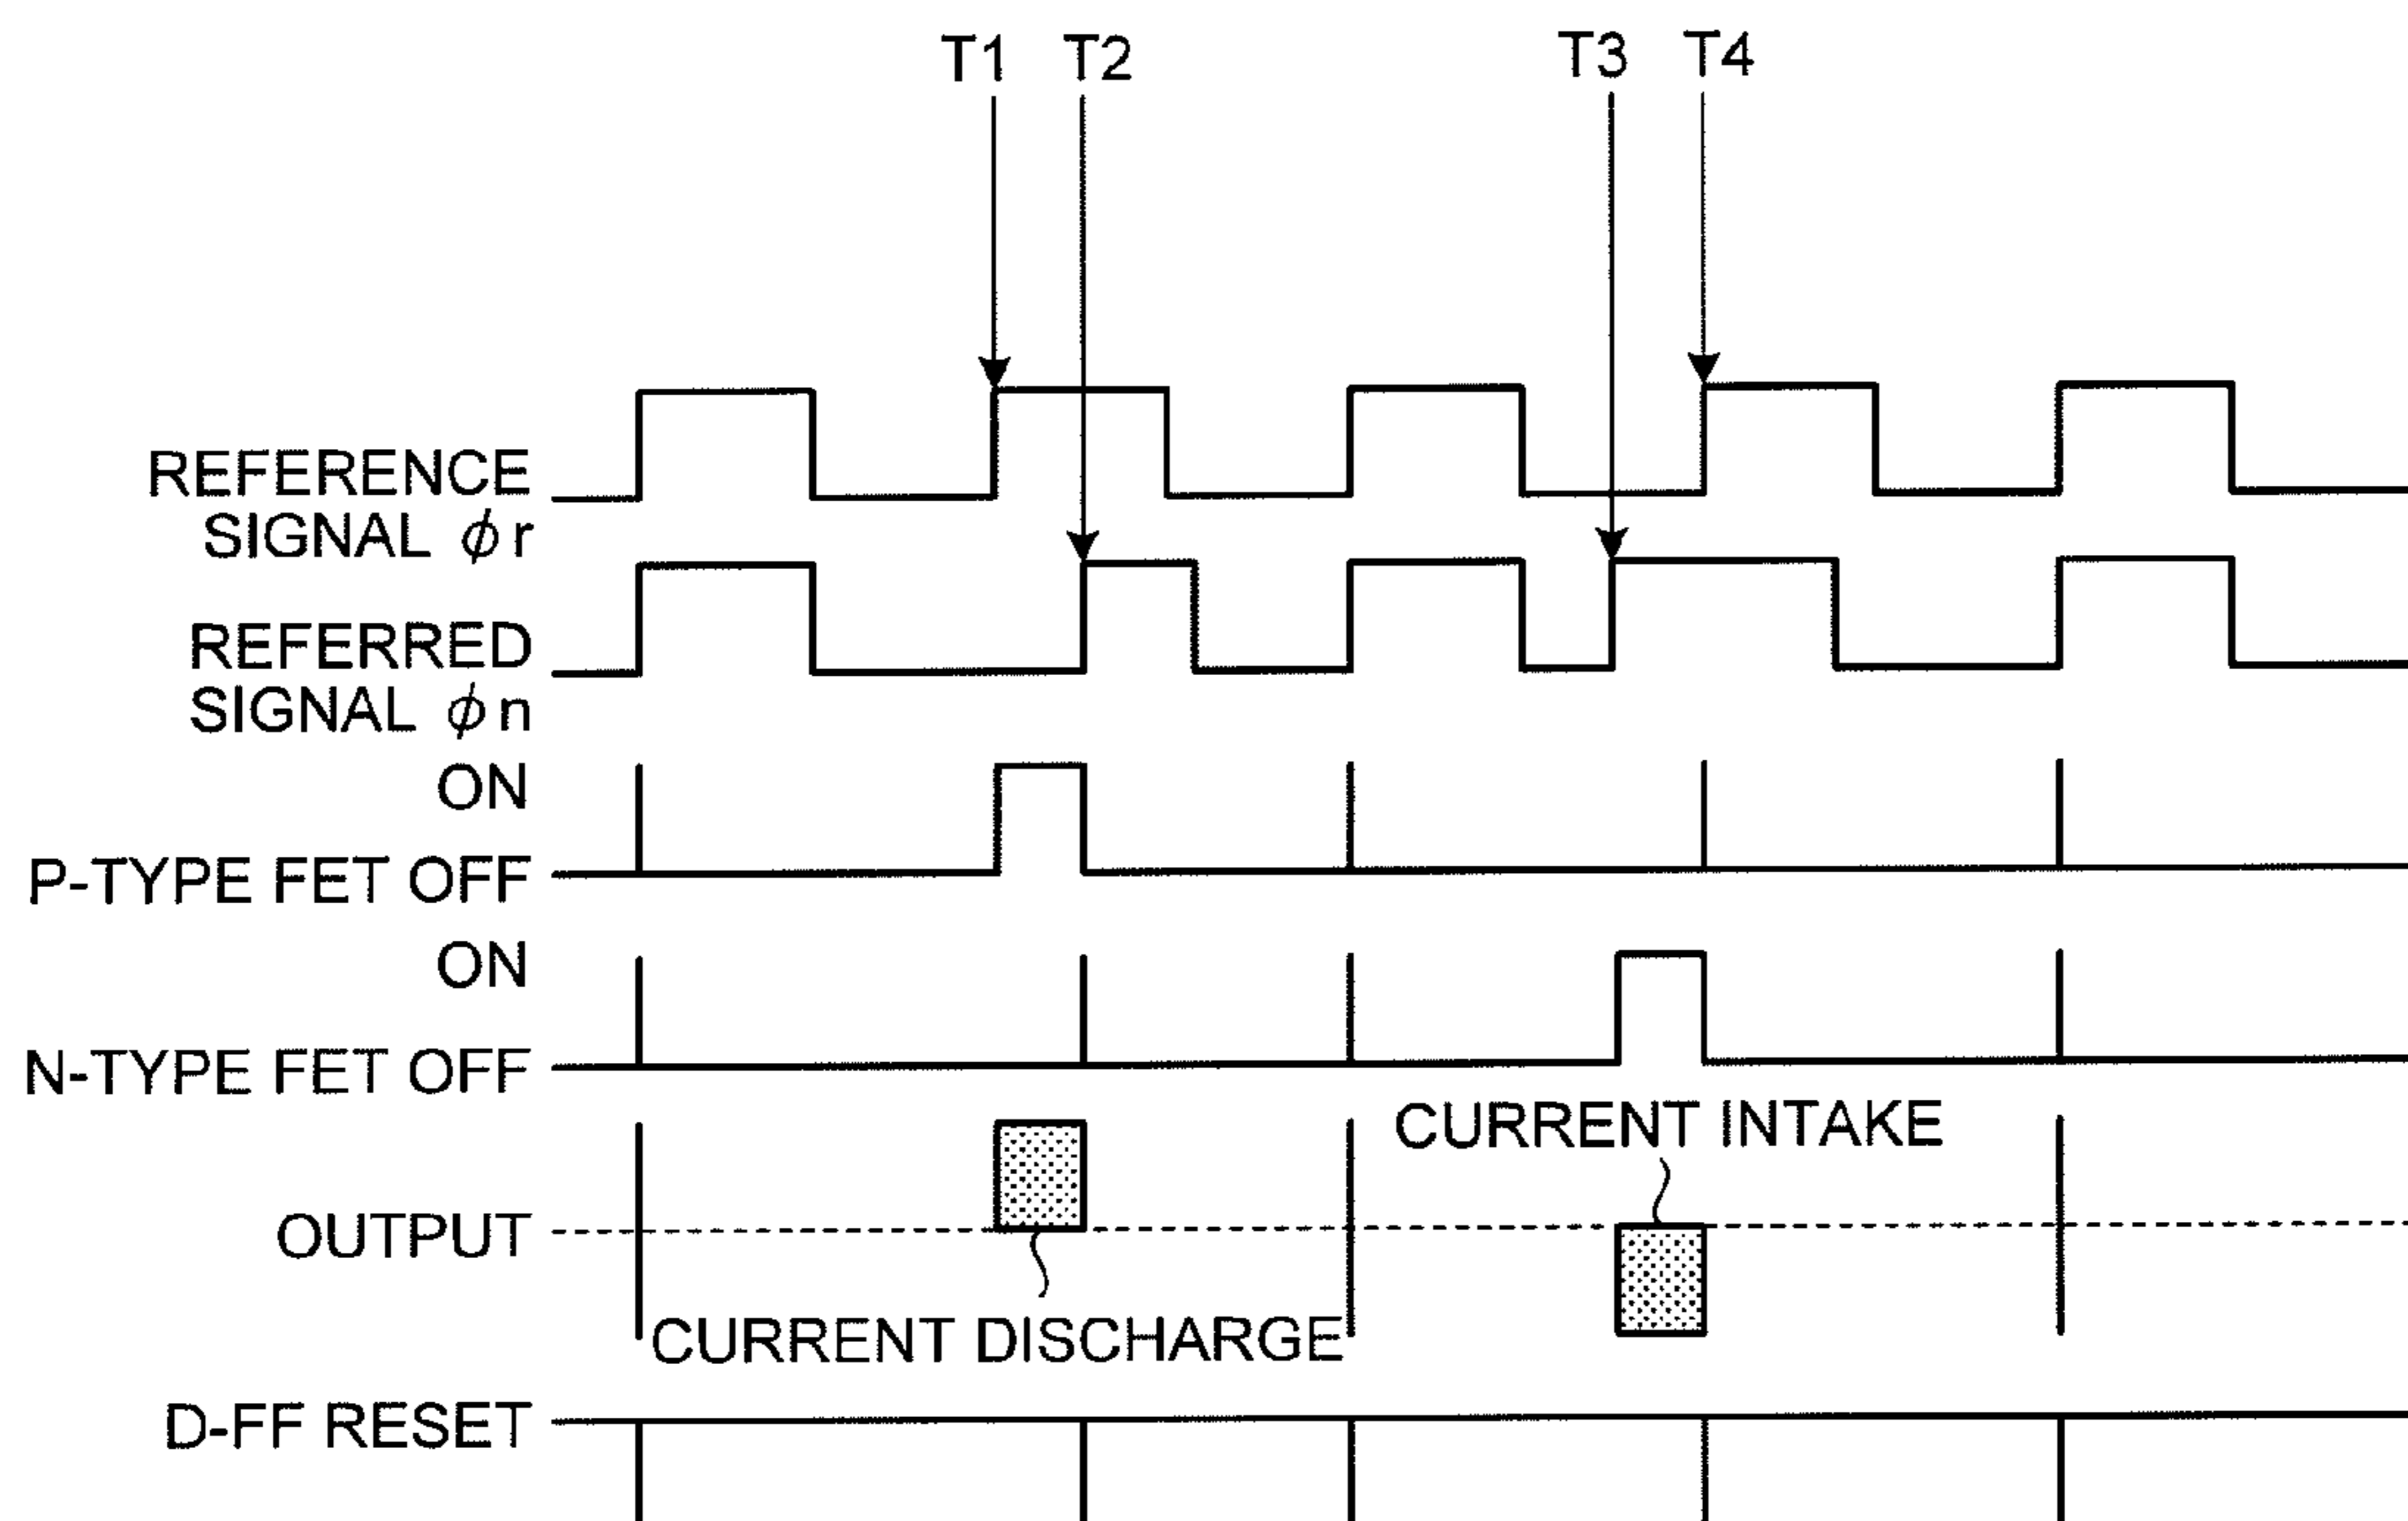 T1 T2 T3 T4
REFERENCE
SIGNAL ϕr
REFERRED
SIGNAL ϕn
ON
P-TYPE FET OFF
ON
N-TYPE FET OFF
CURRENT INTAKE
OUTPUT
CURRENT DISCHARGE
D-FF RESET